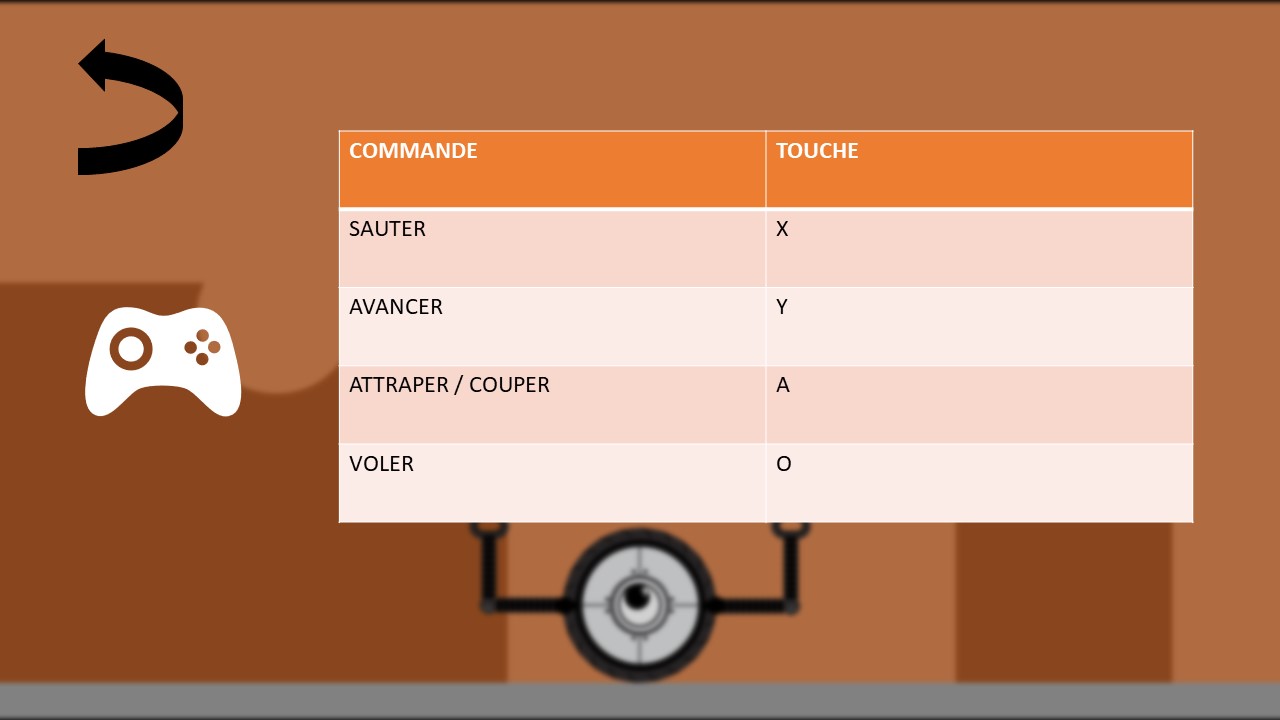 COMMANDE TOUCHE
SAUTER X
AVANCER Y
ATTRAPER / COUPER A
VOLER O